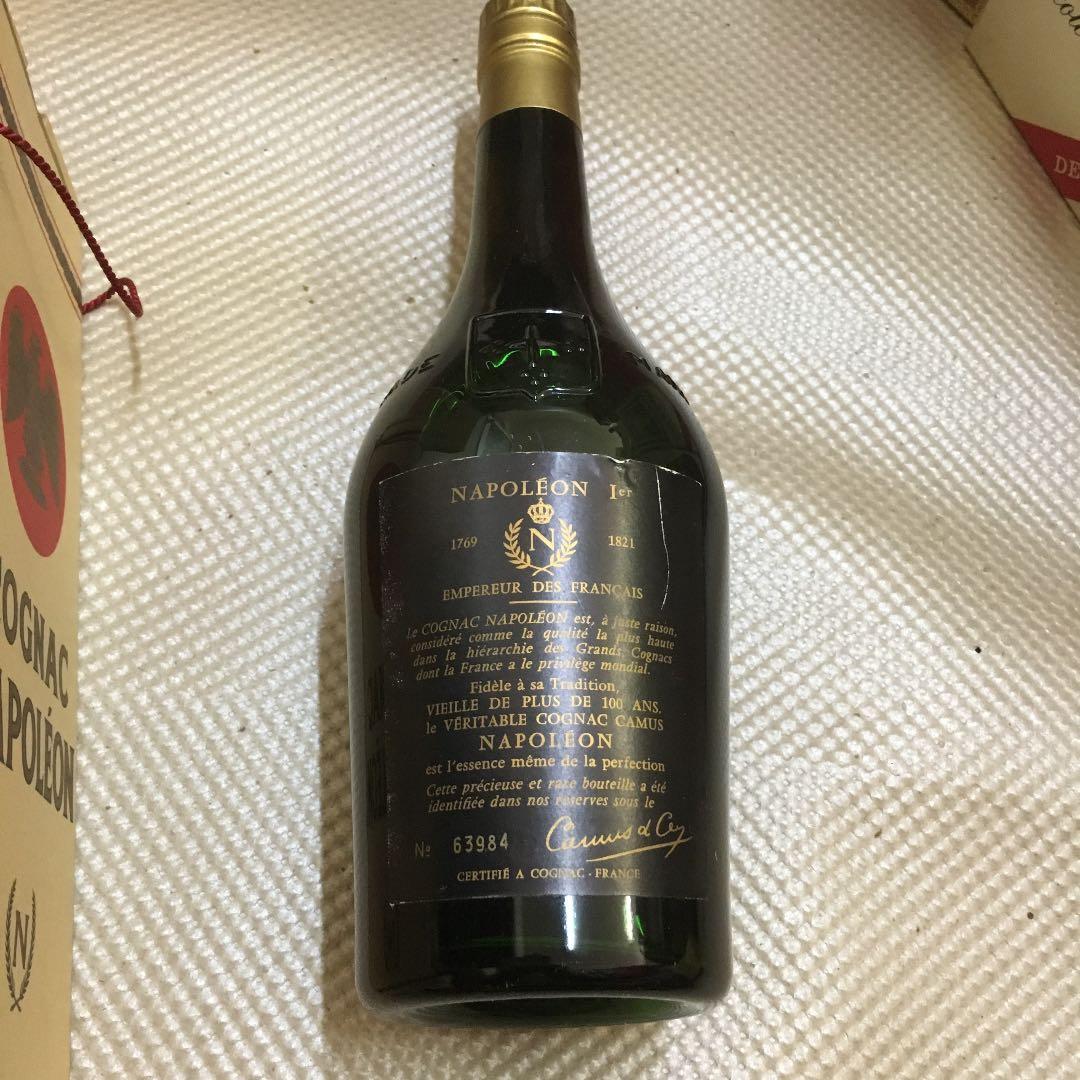 NAPOLÉON Ier
1769 N 1821
EMPEREUR DES FRANÇAIS
Le COGNAC NAPOLÉON est, à juste raison,
considéré comme la qualité la plus haute
dans la hiérarchie des Grands Cognacs
dont la France a le privilège mondial.
Fidèle à sa Tradition,
VIEILLE DE PLUS DE 100 ANS,
le VÉRITABLE COGNAC CAMUS
NAPOLÉON
est l'essence même de la perfection
Cette précieuse et rare bouteille a été
identifiée dans nos réserves sous le
No 63984 Camus & Cy
CERTIFIÉ A COGNAC - FRANCE
COGNAC
NAPOLÉON
N